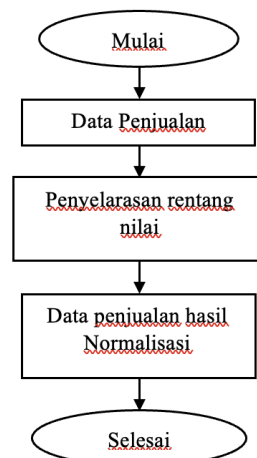 Mulai
Data Penjualan
Penyelarasan rentang
nilai
Data penjualan hasil
Normalisasi
Selesai